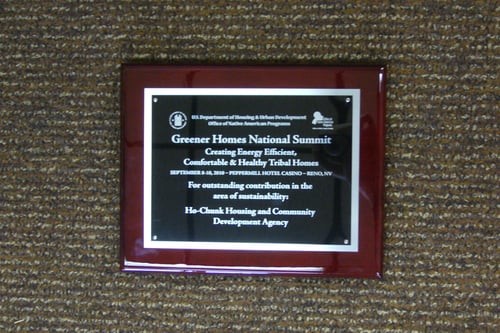 U.S. Department of Housing & Urban Development
Office of Native American Programs
Greener Homes National Summit
Creating Energy Efficient,
Comfortable & Healthy Tribal Homes
SEPTEMBER 8-10, 2010 ~ PEPPERMILL HOTEL CASINO ~ RENO, NV
For outstanding contribution in the
area of sustainability:
Ho-Chunk Housing and Community
Development Agency